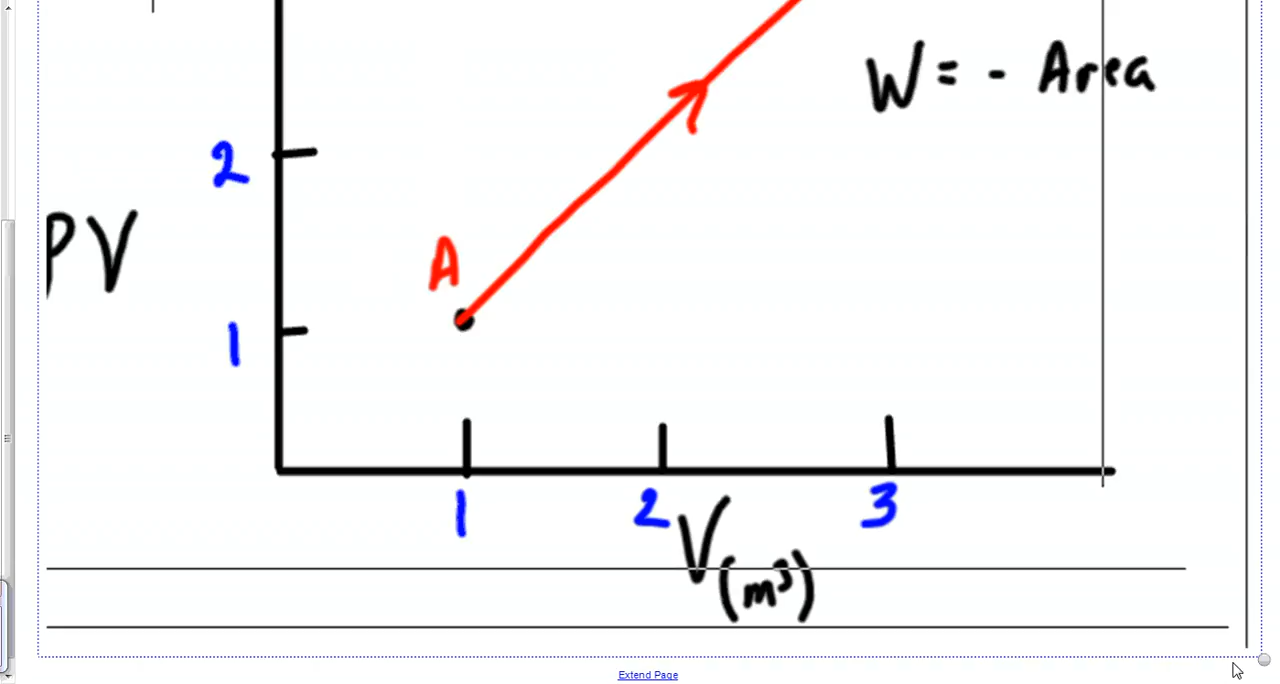 W = - Area
2
PV
A
1
1 2 3
V (m³)
Extend Page